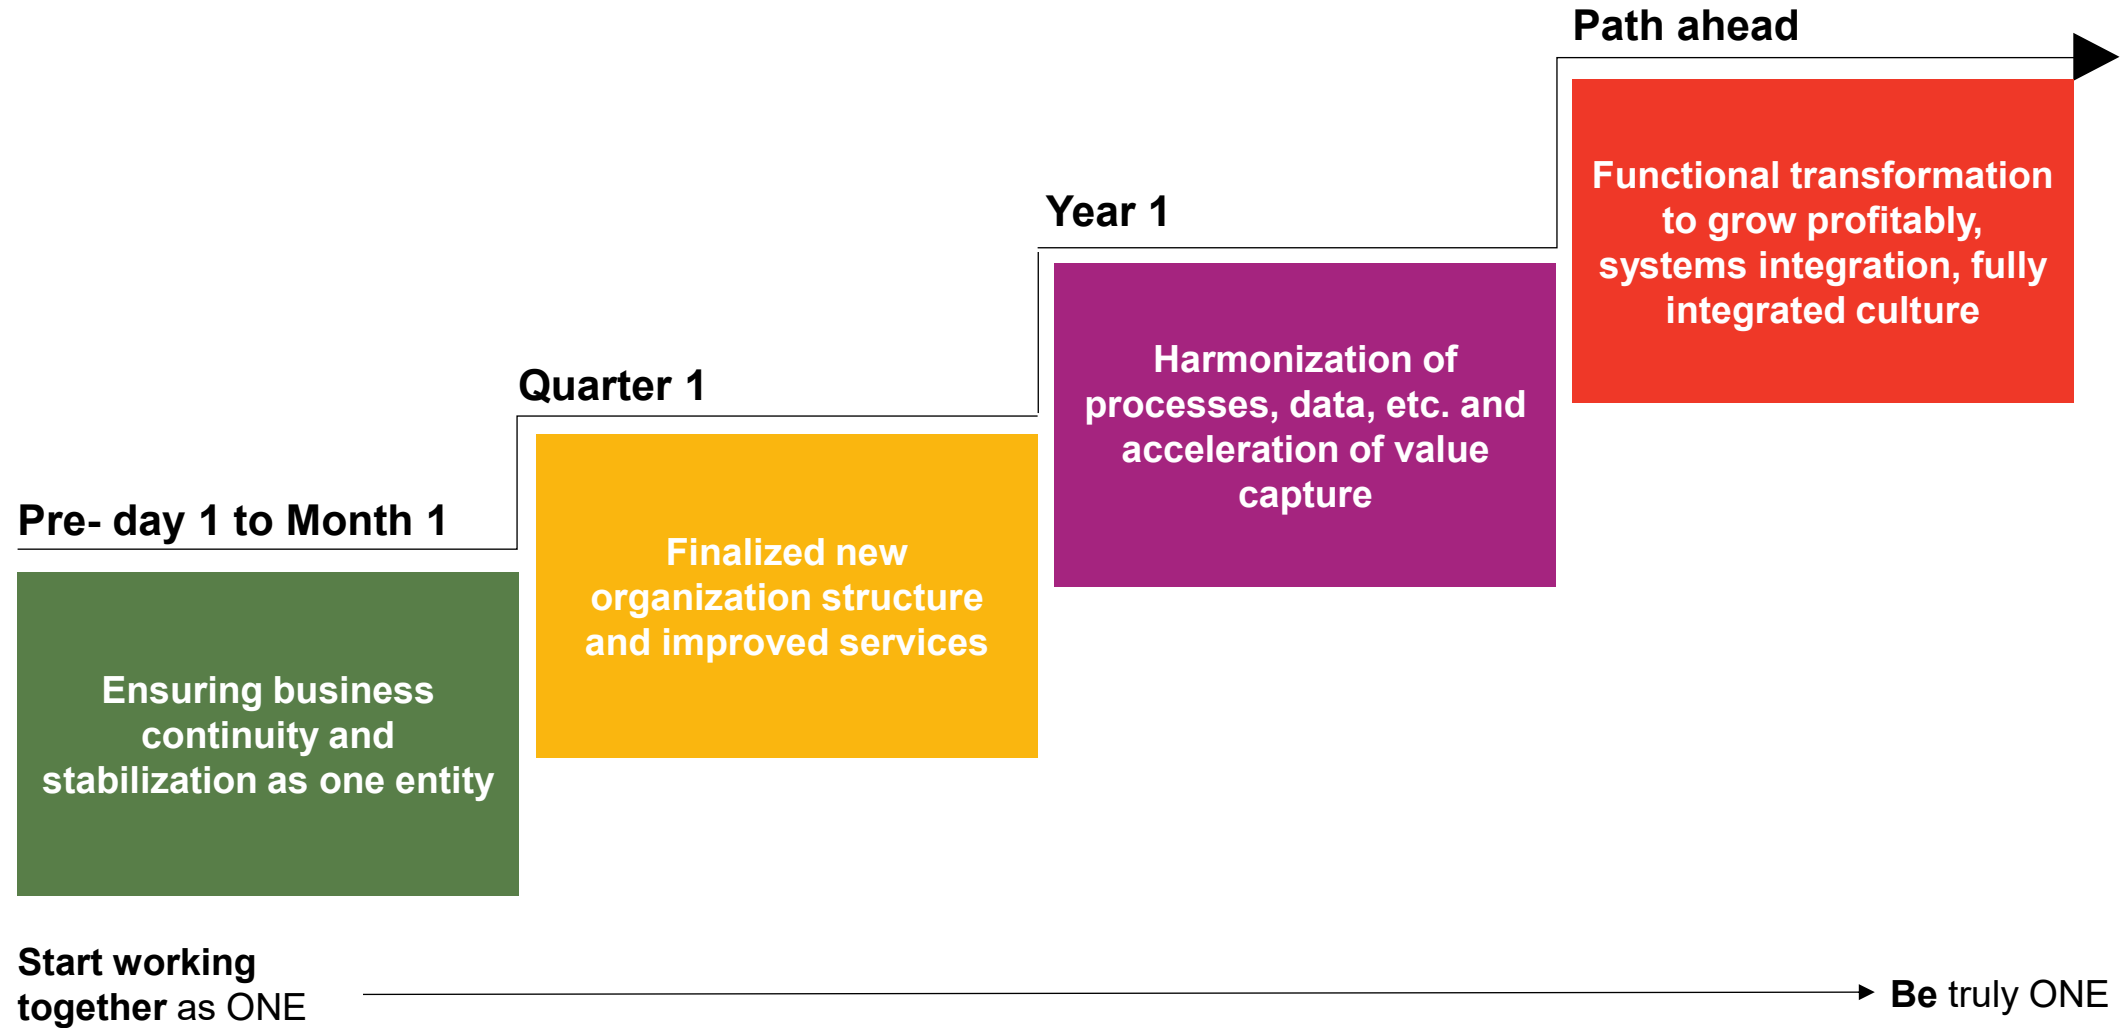 Path ahead
Functional transformation
to grow profitably,
systems integration, fully
integrated culture
Year 1
Harmonization of
processes, data, etc. and
acceleration of value
capture
Quarter 1
Finalized new
organization structure
and improved services
Pre- day 1 to Month 1
Ensuring business
continuity and
stabilization as one entity
Start working
together as ONE
Be truly ONE